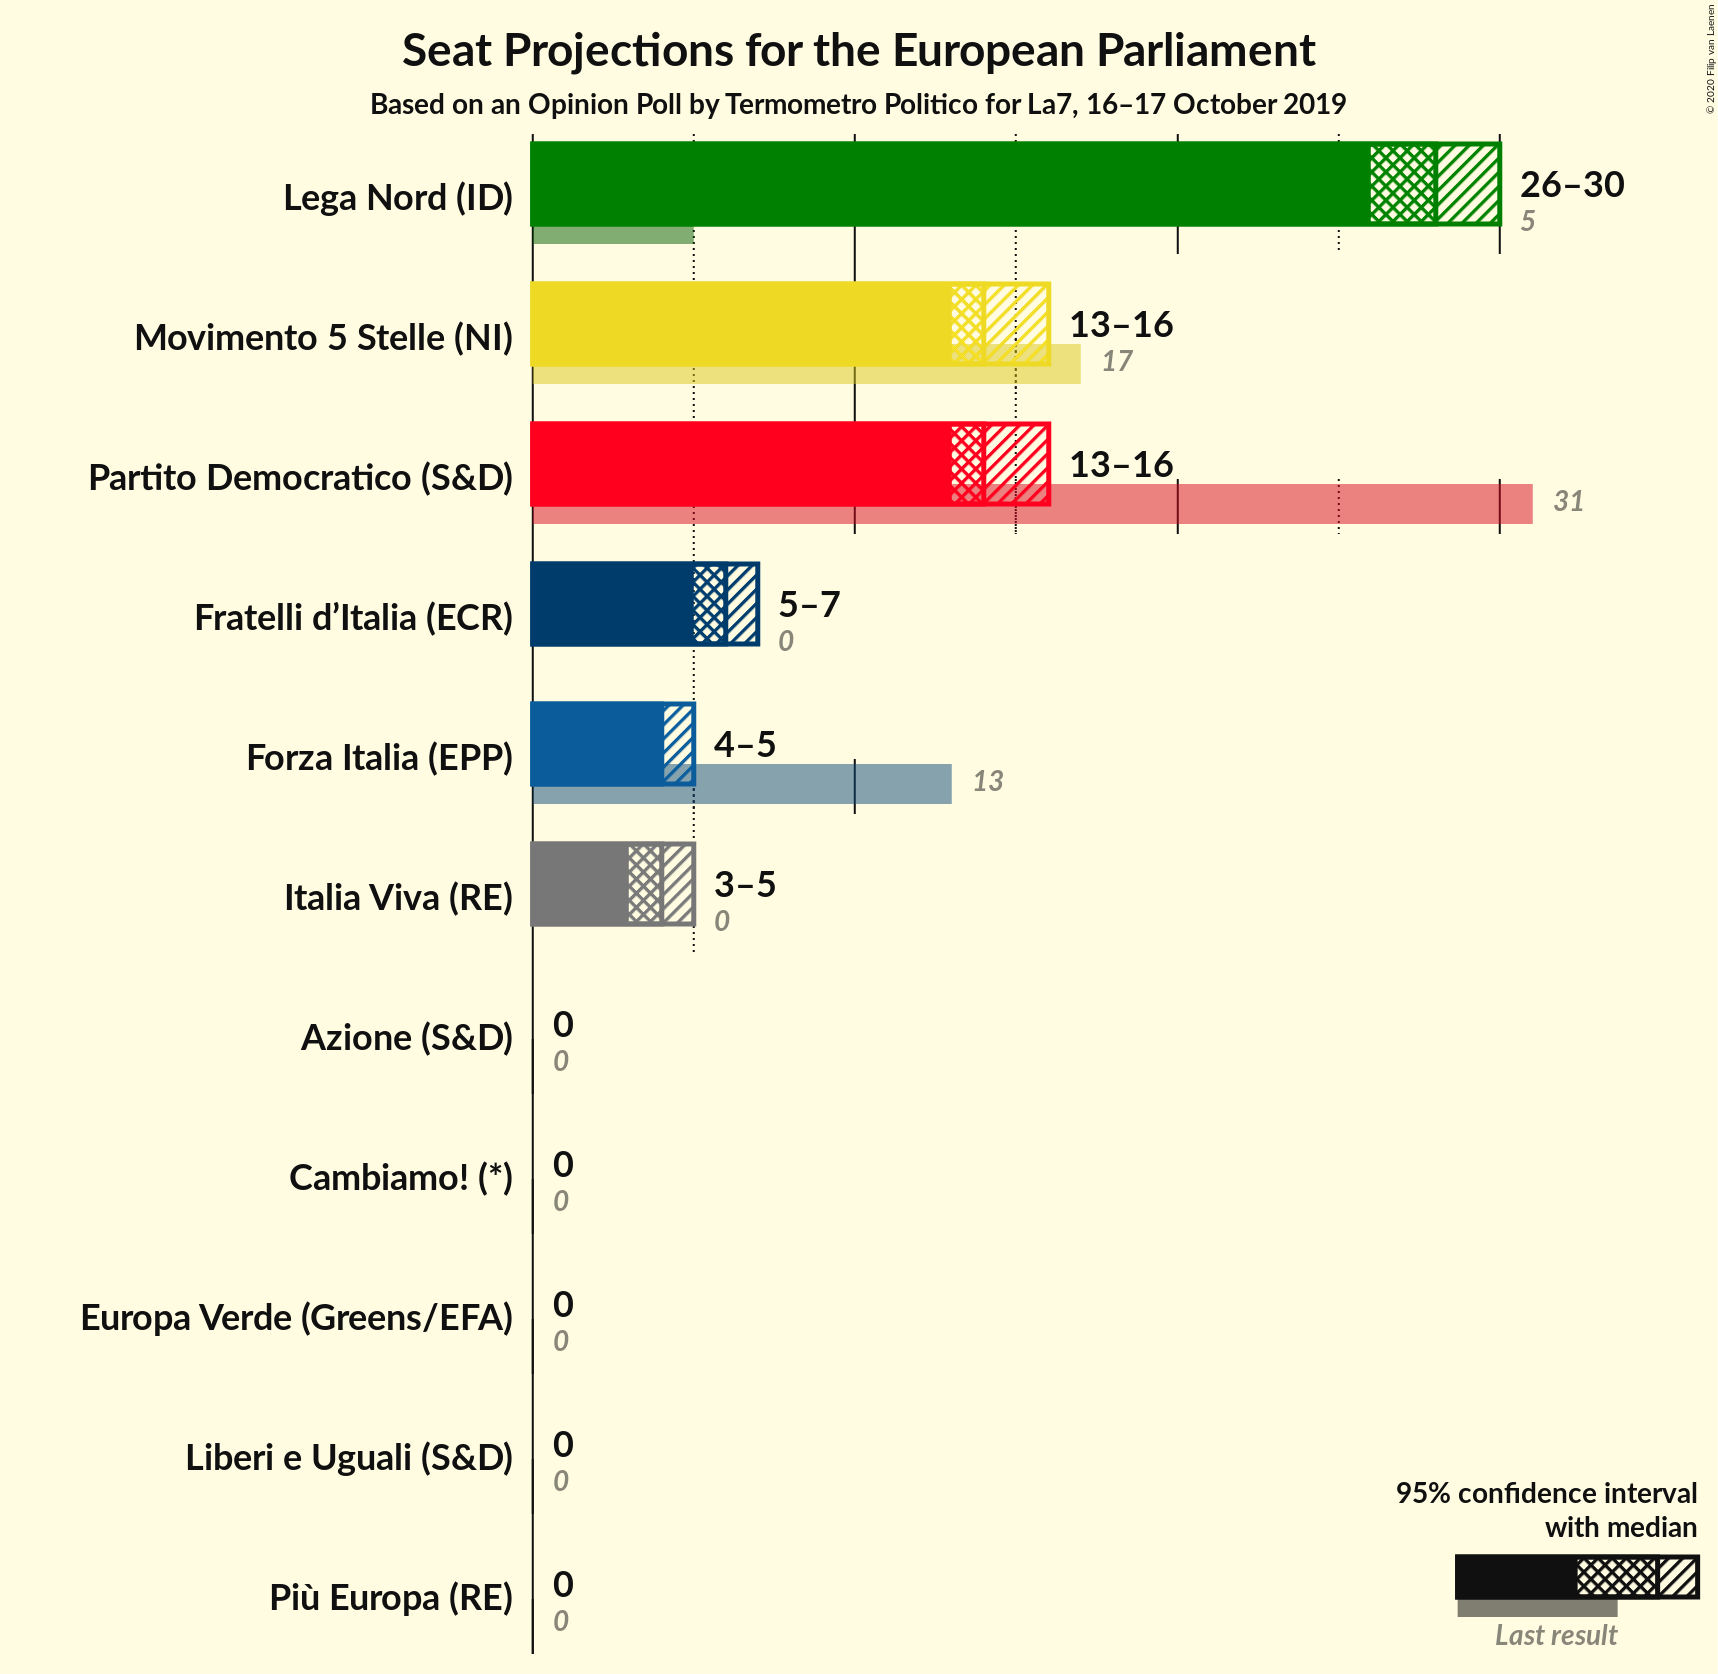 Seat Projections for the European Parliament
Based on an Opinion Poll by Termometro Politico for La7, 16–17 October 2019
© 2020 Filip van Laenen
Lega Nord (ID)
26–30
5
Movimento 5 Stelle (NI)
13–16
17
Partito Democratico (S&D)
13–16
31
Fratelli d’Italia (ECR)
5–7
0
Forza Italia (EPP)
4–5
13
Italia Viva (RE)
3–5
0
Azione (S&D)
0
0
Cambiamo! (*)
0
0
Europa Verde (Greens/EFA)
0
0
Liberi e Uguali (S&D)
0
0
Più Europa (RE)
0
0
95% confidence interval
with median
Last result